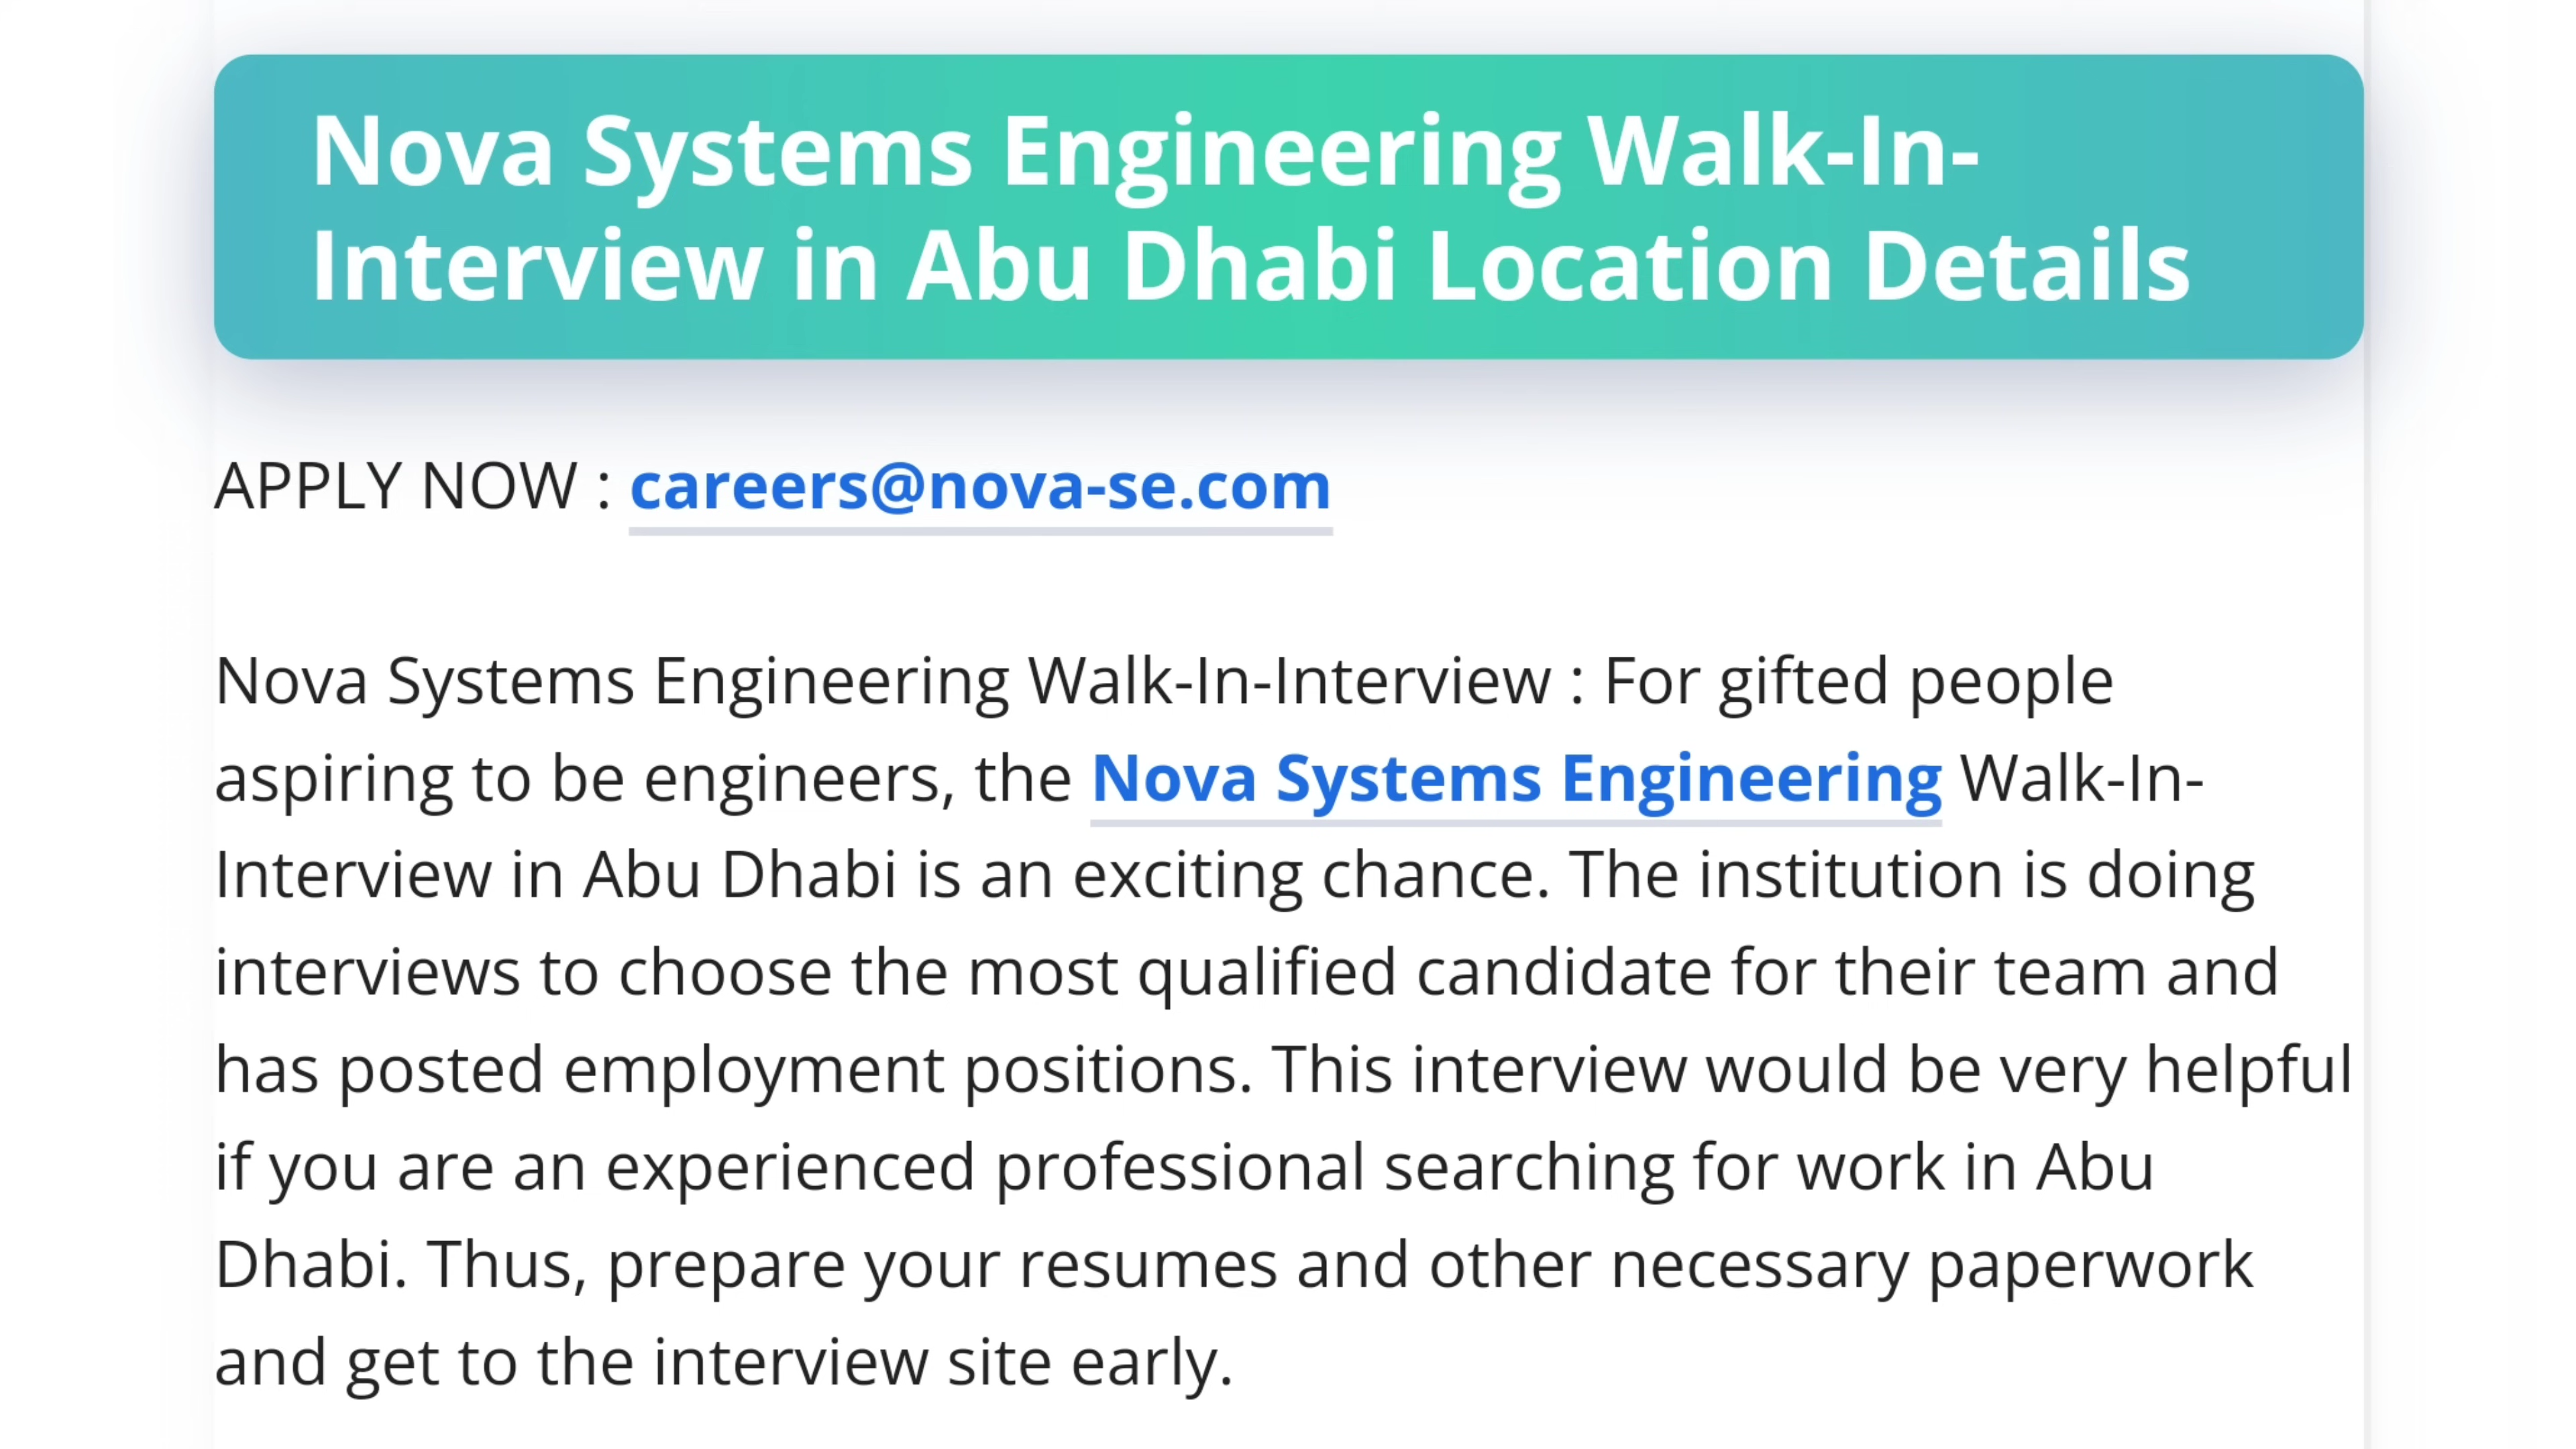 Nova Systems Engineering Walk-In-
Interview in Abu Dhabi Location Details
APPLY NOW : careers@nova-se.com
Nova Systems Engineering Walk-In-Interview : For gifted people
aspiring to be engineers, the Nova Systems Engineering Walk-In-
Interview in Abu Dhabi is an exciting chance. The institution is doing
interviews to choose the most qualified candidate for their team and
has posted employment positions. This interview would be very helpful
if you are an experienced professional searching for work in Abu
Dhabi. Thus, prepare your resumes and other necessary paperwork
and get to the interview site early.